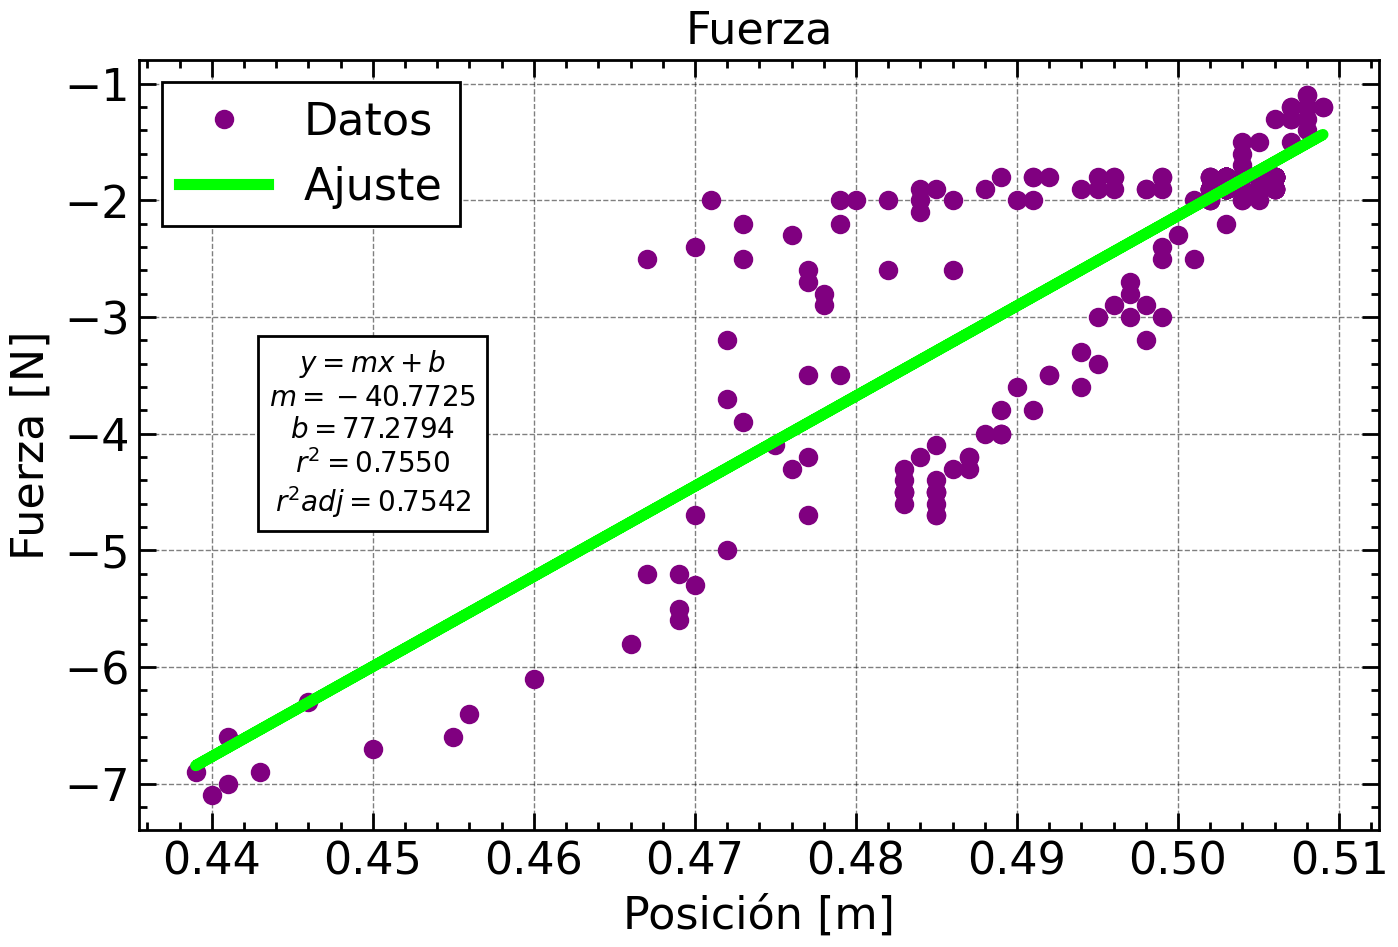 Fuerza
−1
−2
−3
−4
−5
−6
−7
Fuerza [N]
Datos
Ajuste
y = mx + b
m = −40.7725
b = 77.2794
r² = 0.7550
r²adj = 0.7542
0.44 0.45 0.46 0.47 0.48 0.49 0.50 0.51
Posición [m]